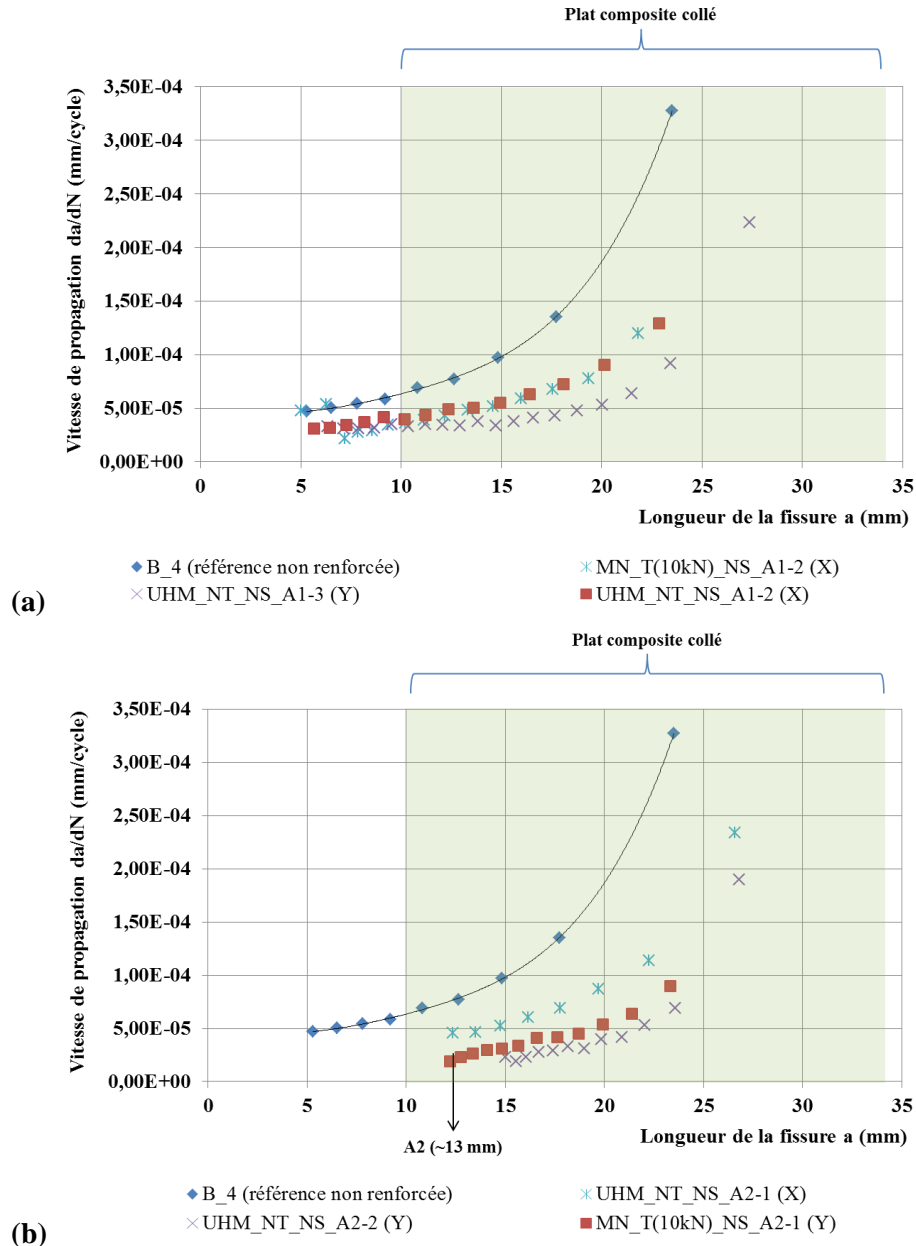 Plat composite collé
Vitesse de propagation da/dN (mm/cycle)
3,50E-04
3,00E-04
2,50E-04
2,00E-04
1,50E-04
1,00E-04
5,00E-05
0,00E+00
0 5 10 15 20 25 30 35
Longueur de la fissure a (mm)
B_4 (référence non renforcée) MN_T(10kN)_NS_A1-2 (X)
UHM_NT_NS_A1-3 (Y) UHM_NT_NS_A1-2 (X)
(a)
Plat composite collé
Vitesse de propagation da/dN (mm/cycle)
3,50E-04
3,00E-04
2,50E-04
2,00E-04
1,50E-04
1,00E-04
5,00E-05
0,00E+00
0 5 10 15 20 25 30 35
A2 (~13 mm)
Longueur de la fissure a (mm)
B_4 (référence non renforcée) UHM_NT_NS_A2-1 (X)
UHM_NT_NS_A2-2 (Y) MN_T(10kN)_NS_A2-1 (Y)
(b)